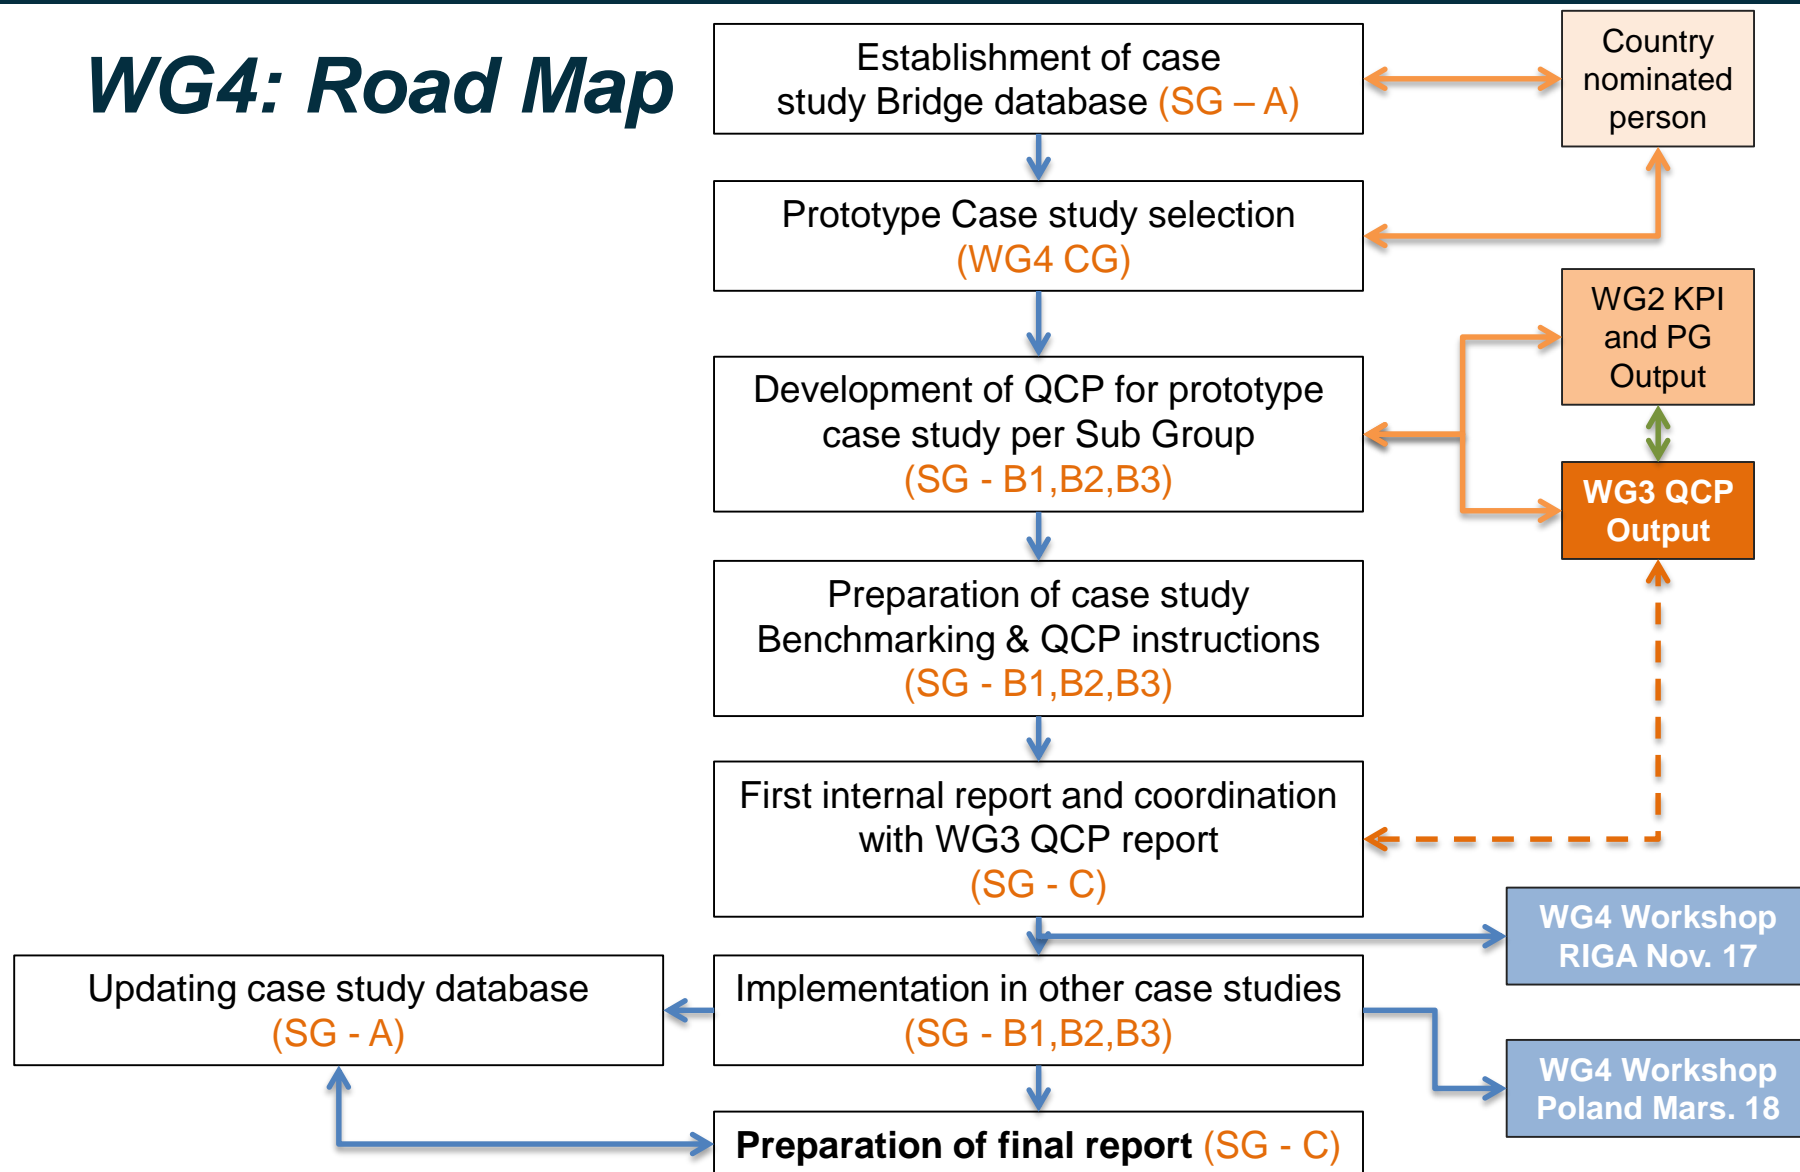 WG4: Road Map
Establishment of case
study Bridge database (SG – A)
Country
nominated
person
Prototype Case study selection
(WG4 CG)
WG2 KPI
and PG
Output
Development of QCP for prototype
case study per Sub Group
(SG - B1,B2,B3)
WG3 QCP
Output
Preparation of case study
Benchmarking & QCP instructions
(SG - B1,B2,B3)
First internal report and coordination
with WG3 QCP report
(SG - C)
WG4 Workshop
RIGA Nov. 17
Updating case study database
(SG - A)
Implementation in other case studies
(SG - B1,B2,B3)
WG4 Workshop
Poland Mars. 18
Preparation of final report (SG - C)